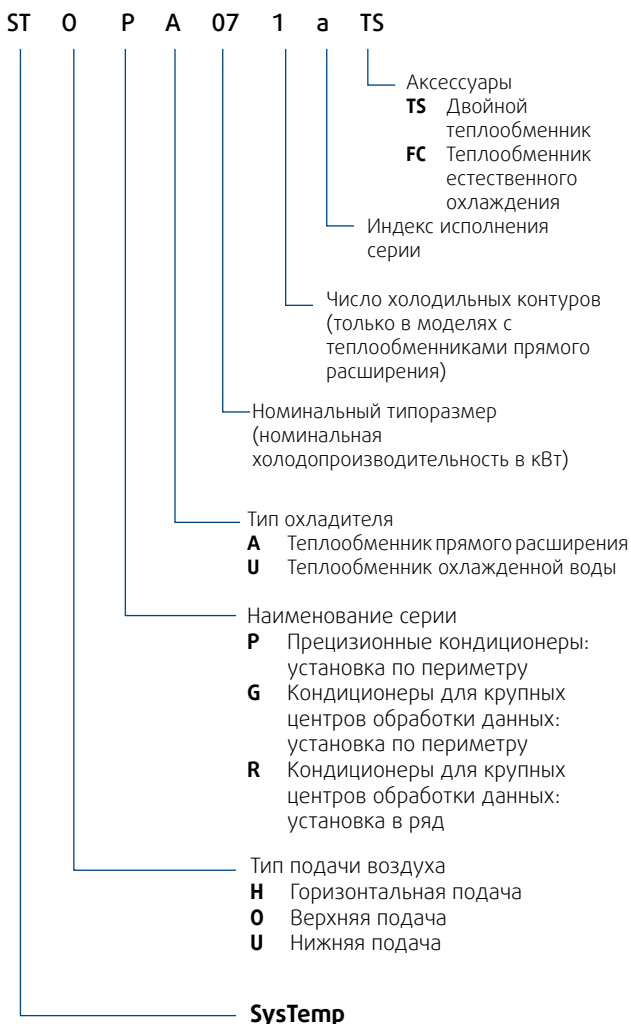 ST O P A 07 1 a TS
Аксессуары
TS Двойной
теплообменник
FC Теплообменник
естественного
охлаждения
Индекс исполнения
серии
Число холодильных контуров
(только в моделях с
теплообменниками прямого
расширения)
Номинальный типоразмер
(номинальная
холодопроизводительность в кВт)
Тип охладителя
A Теплообменник прямого расширения
U Теплообменник охлажденной воды
Наименование серии
P Прецизионные кондиционеры:
установка по периметру
G Кондиционеры для крупных
центров обработки данных:
установка по периметру
R Кондиционеры для крупных
центров обработки данных:
установка в ряд
Тип подачи воздуха
H Горизонтальная подача
O Верхняя подача
U Нижняя подача
SysTemp